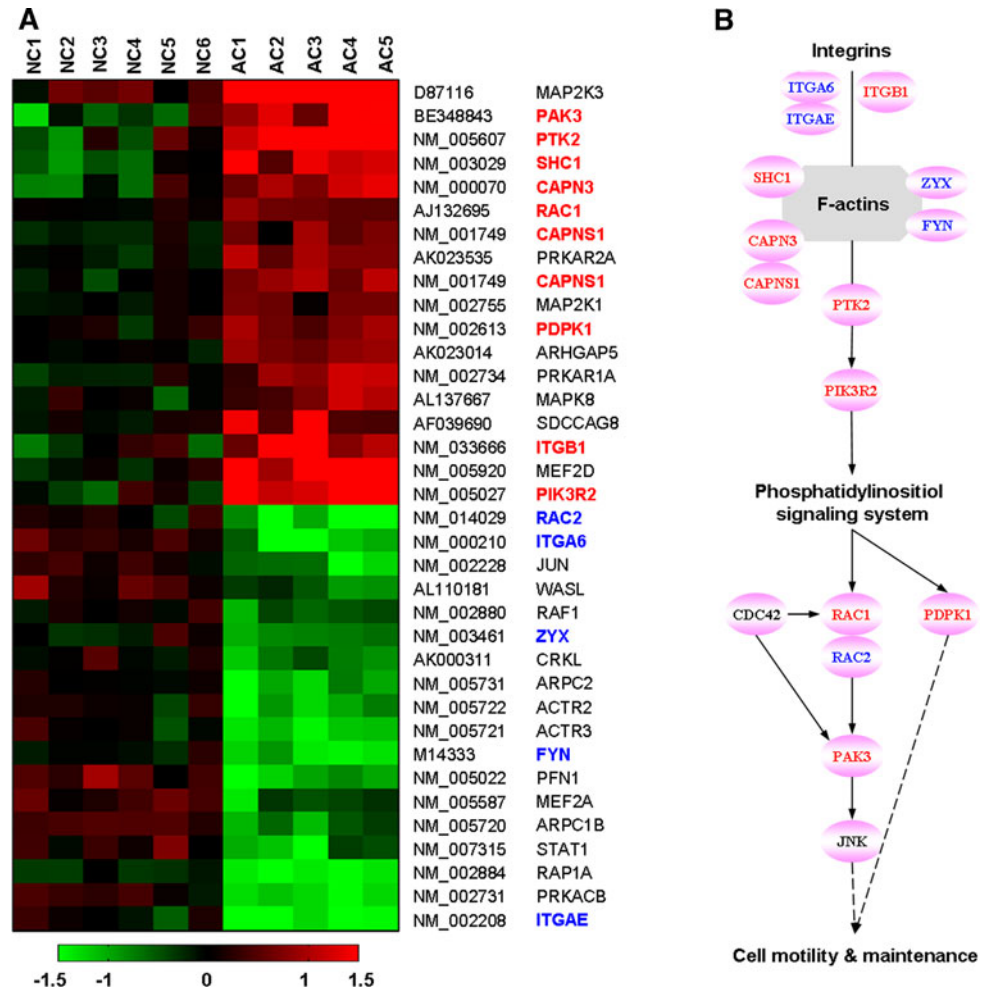 A
NC1 NC2 NC3 NC4 NC5 NC6 AC1 AC2 AC3 AC4 AC5
D87116 MAP2K3
BE348843 PAK3
NM_005607 PTK2
NM_003029 SHC1
NM_000070 CAPN3
AJ132695 RAC1
NM_001749 CAPNS1
AK023535 PRKAR2A
NM_001749 CAPNS1
NM_002755 MAP2K1
NM_002613 PDPK1
AK023014 ARHGAP5
NM_002734 PRKAR1A
AL137667 MAPK8
AF039690 SDCCAG8
NM_033666 ITGB1
NM_005920 MEF2D
NM_005027 PIK3R2
NM_014029 RAC2
NM_000210 ITGA6
NM_002228 JUN
AL110181 WASL
NM_002880 RAF1
NM_003461 ZYX
AK000311 CRKL
NM_005731 ARPC2
NM_005722 ACTR2
NM_005721 ACTR3
M14333 FYN
NM_005022 PFN1
NM_005587 MEF2A
NM_005720 ARPC1B
NM_007315 STAT1
NM_002884 RAP1A
NM_002731 PRKACB
NM_002208 ITGAE
-1.5 -1 0 1 1.5
B
Integrins
ITGA6 ITGB1
ITGAE
SHC1 ZYX
F-actins
FYN
CAPN3
CAPNS1
PTK2
PIK3R2
Phosphatidylinositiol
signaling system
CDC42 RAC1 PDPK1
RAC2
PAK3
JNK
Cell motility & maintenance